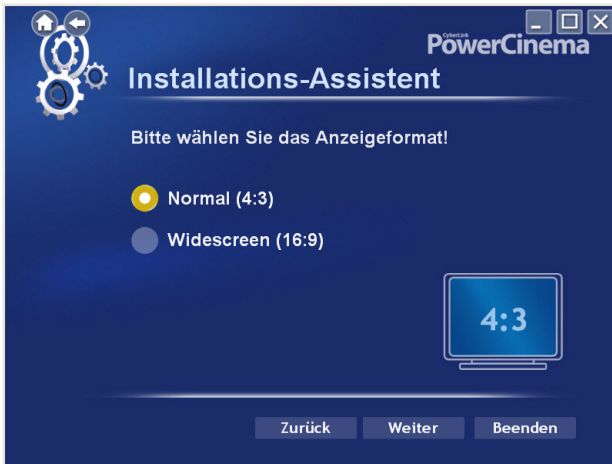 CyberLink
PowerCinema
Installations-Assistent
Bitte wählen Sie das Anzeigeformat!
Normal (4:3)
Widescreen (16:9)
4:3
Zurück Weiter Beenden